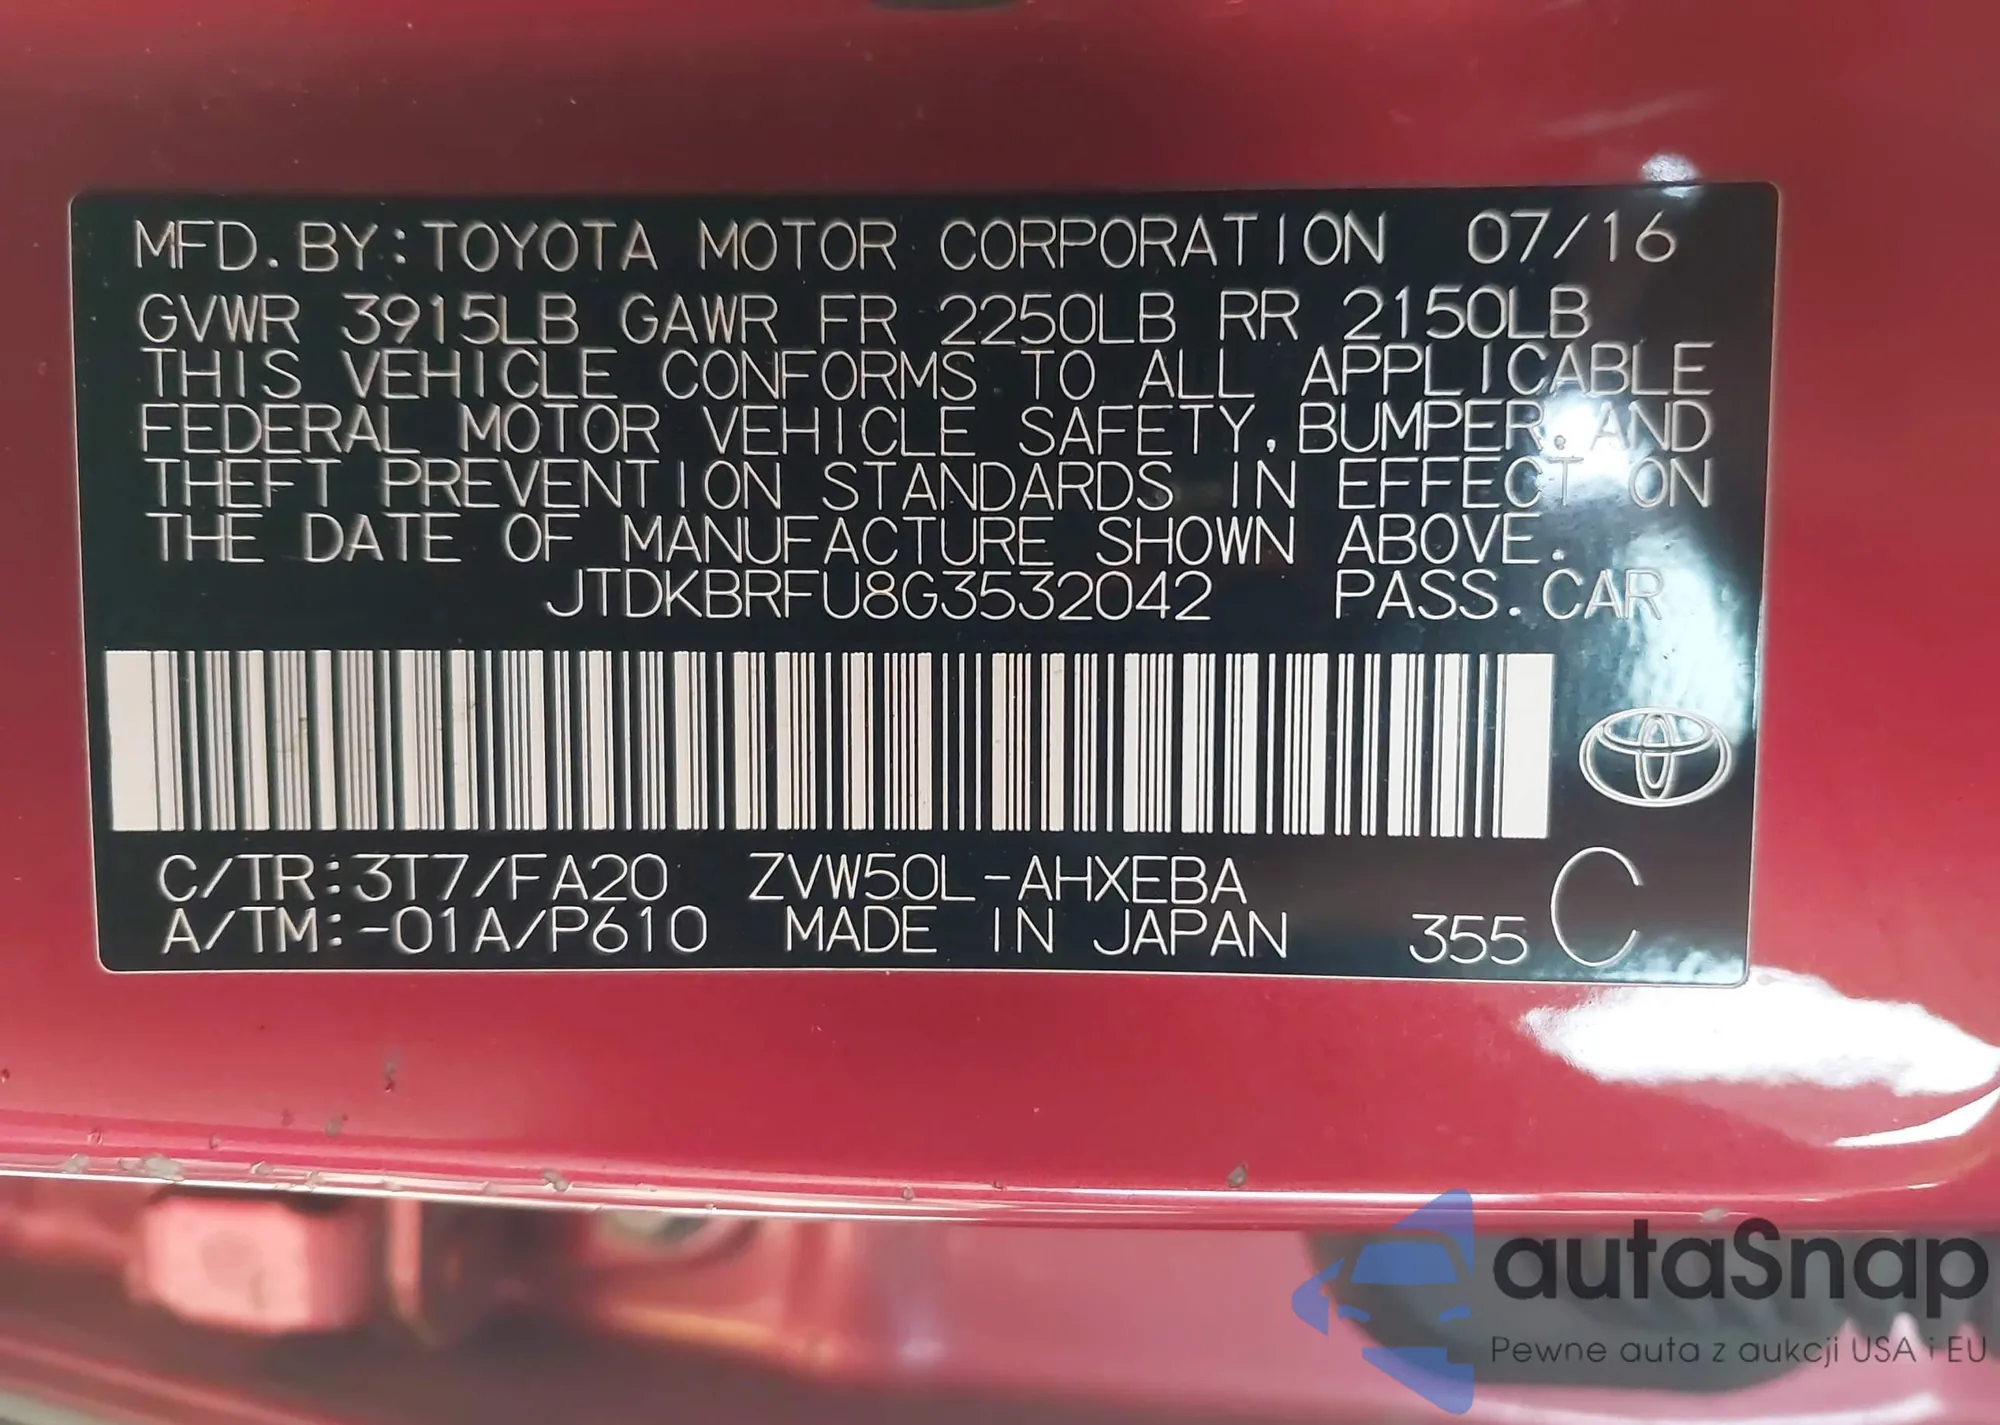 MFD. BY: TOYOTA MOTOR CORPORATION 07/16
GVWR 3915LB GAWR FR 2250LB RR 2150LB
THIS VEHICLE CONFORMS TO ALL APPLICABLE
FEDERAL MOTOR VEHICLE SAFETY, BUMPER, AND
THEFT PREVENTION STANDARDS IN EFFECT ON
THE DATE OF MANUFACTURE SHOWN ABOVE.
JTDKBRFU8G3532042 PASS. CAR
C/TR: 3T7/FA20 ZVW50L-AHXEBA
A/TM: -01A/P610 MADE IN JAPAN 355 C
autaSnap
Pewne auta z aukcji USA i EU